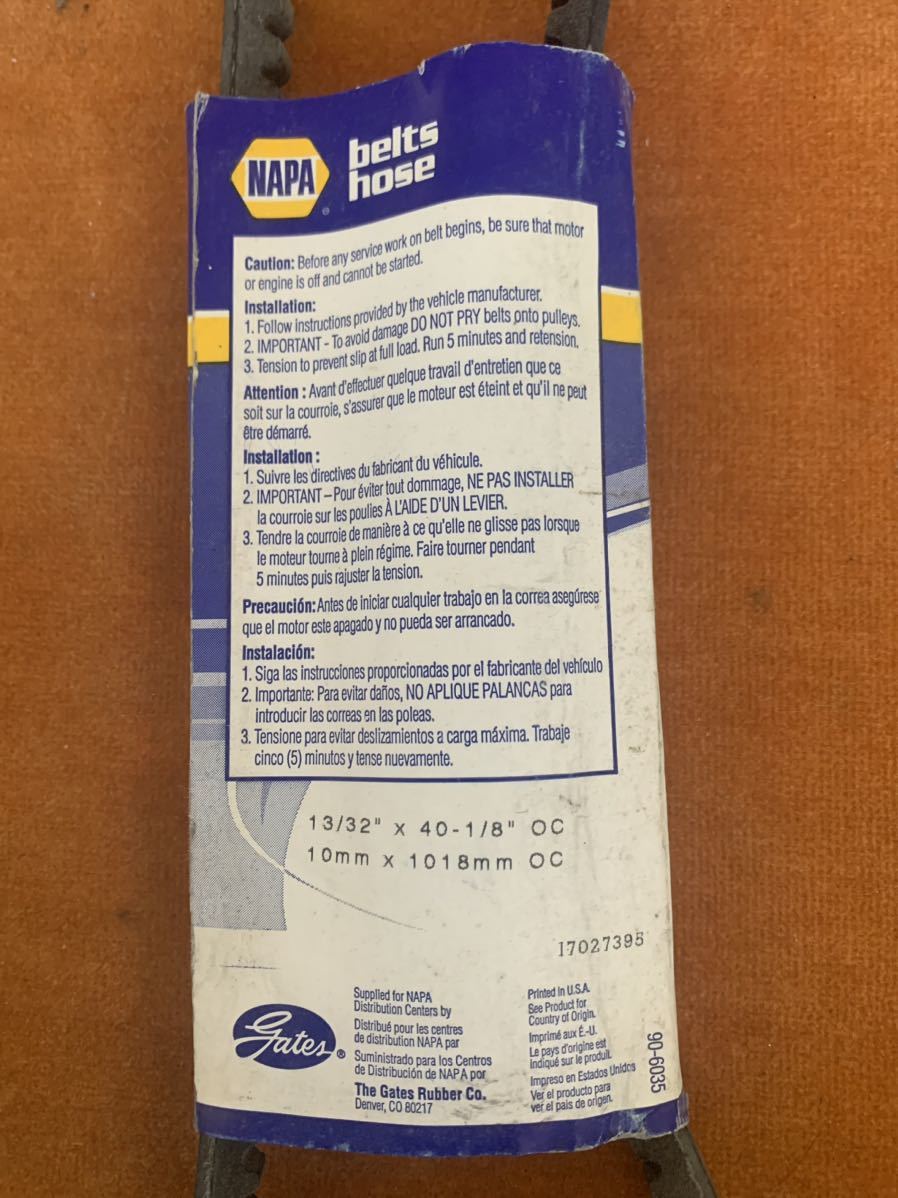 NAPA
belts
hose
Caution: Before any service work on belt begins, be sure that motor
or engine is off and cannot be started.
Installation:
1. Follow instructions provided by the vehicle manufacturer.
2. IMPORTANT - To avoid damage DO NOT PRY belts onto pulleys.
3. Tension to prevent slip at full load. Run 5 minutes and retension.
Attention : Avant d'effectuer quelque travail d'entretien que ce
soit sur la courroie, s'assurer que le moteur est éteint et qu'il ne peut
être démarré.
Installation :
1. Suivre les directives du fabricant du véhicule.
2. IMPORTANT – Pour éviter tout dommage, NE PAS INSTALLER
la courroie sur les poulies À L'AIDE D'UN LEVIER.
3. Tendre la courroie de manière à ce qu'elle ne glisse pas lorsque
le moteur tourne à plein régime. Faire tourner pendant
5 minutes puis rajuster la tension.
Precaución: Antes de iniciar cualquier trabajo en la correa asegúrese
que el motor este apagado y no pueda ser arrancado.
Instalación:
1. Siga las instrucciones proporcionadas por el fabricante del vehículo
2. Importante: Para evitar daños, NO APLIQUE PALANCAS para
introducir las correas en las poleas.
3. Tensione para evitar deslizamientos a carga máxima. Trabaje
cinco (5) minutos y tense nuevamente.
13/32" x 40-1/8" OC
10mm x 1018mm OC
17027395
Gates®
Supplied for NAPA
Distribution Centers by
Distribué pour les centres
de distribution NAPA par
Suministrado para los Centros
de Distribución de NAPA por
The Gates Rubber Co.
Denver, CO 80217
Printed in U.S.A.
See Product for
Country of Origin.
Imprimé aux É.-U.
Le pays d'origine est
indiqué sur le produit.
Impreso en Estados Unidos
Ver el producto para
ver el pais de origen.
90-6035